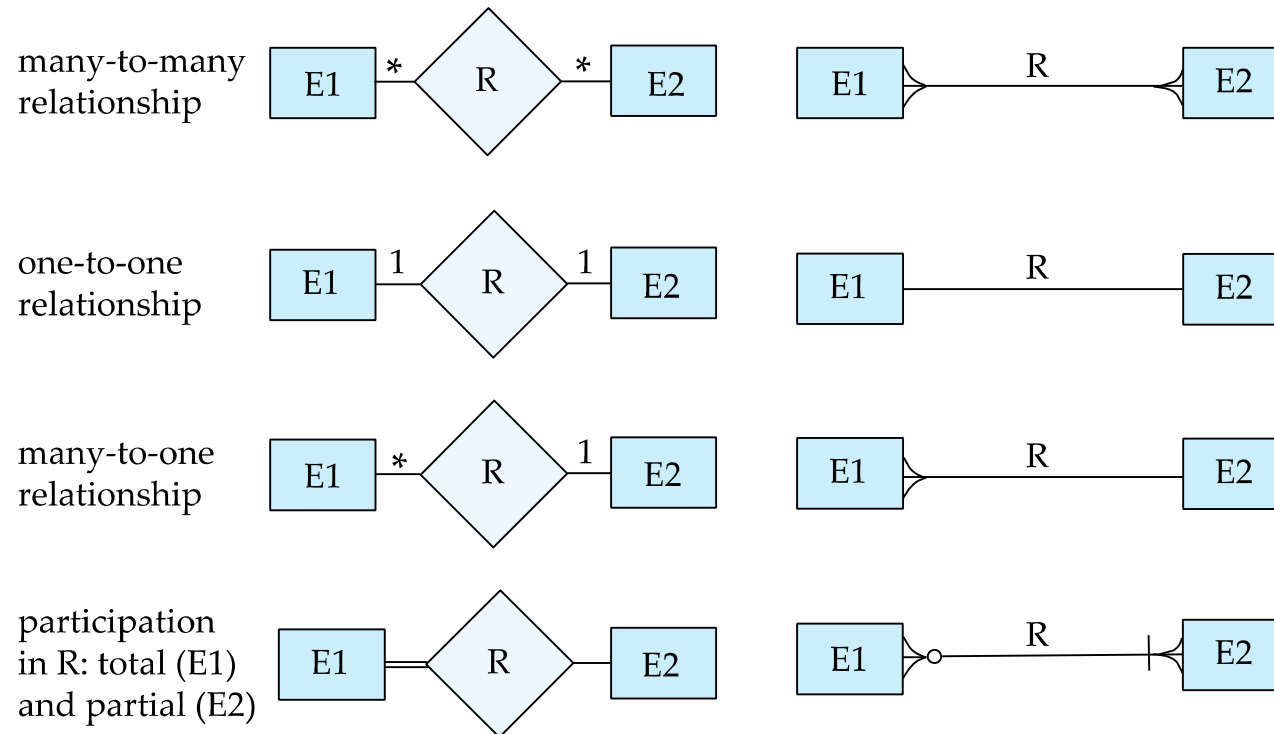 many-to-many
relationship
E1 * R * E2
E1 R E2
one-to-one
relationship
E1 1 R 1 E2
E1 R E2
many-to-one
relationship
E1 * R 1 E2
E1 R E2
participation
in R: total (E1)
and partial (E2)
E1 R E2
E1 R E2